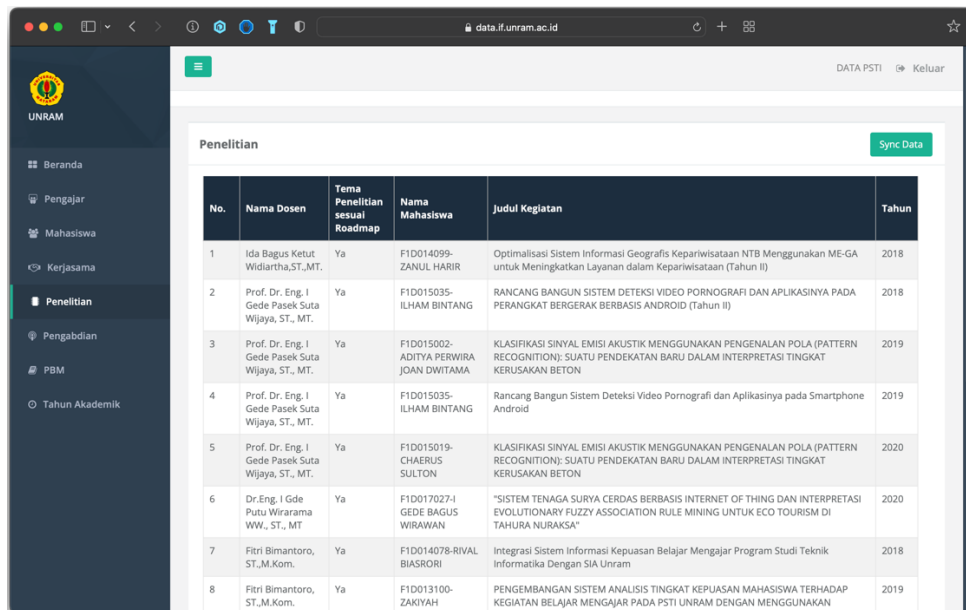 data.if.unram.ac.id
UNRAM
DATA PSTI Keluar
Beranda
Pengajar
Mahasiswa
Kerjasama
Penelitian
Pengabdian
PBM
Tahun Akademik
Penelitian
Sync Data
No. Nama Dosen Tema Penelitian sesuai Roadmap Nama Mahasiswa Judul Kegiatan Tahun
1 Ida Bagus Ketut Widiartha,ST.,MT. Ya F1D014099-ZANUL HARIR Optimalisasi Sistem Informasi Geografis Kepariwisataan NTB Menggunakan ME-GA untuk Meningkatkan Layanan dalam Kepariwisataan (Tahun II) 2018
2 Prof. Dr. Eng. I Gede Pasek Suta Wijaya, ST., MT. Ya F1D015035-ILHAM BINTANG RANCANG BANGUN SISTEM DETEKSI VIDEO PORNOGRAFI DAN APLIKASINYA PADA PERANGKAT BERGERAK BERBASIS ANDROID (Tahun II) 2018
3 Prof. Dr. Eng. I Gede Pasek Suta Wijaya, ST., MT. Ya F1D015002-ADITYA PERWIRA JOAN DWITAMA KLASIFIKASI SINYAL EMISI AKUSTIK MENGGUNAKAN PENGENALAN POLA (PATTERN RECOGNITION): SUATU PENDEKATAN BARU DALAM INTERPRETASI TINGKAT KERUSAKAN BETON 2019
4 Prof. Dr. Eng. I Gede Pasek Suta Wijaya, ST., MT. Ya F1D015035-ILHAM BINTANG Rancang Bangun Sistem Deteksi Video Pornografi dan Aplikasinya pada Smartphone Android 2019
5 Prof. Dr. Eng. I Gede Pasek Suta Wijaya, ST., MT. Ya F1D015019-CHAERUS SULTON KLASIFIKASI SINYAL EMISI AKUSTIK MENGGUNAKAN PENGENALAN POLA (PATTERN RECOGNITION): SUATU PENDEKATAN BARU DALAM INTERPRETASI TINGKAT KERUSAKAN BETON 2020
6 Dr.Eng. I Gde Putu Wirarama WW., ST., MT Ya F1D017027-I GEDE BAGUS WIRAWAN "SISTEM TENAGA SURYA CERDAS BERBASIS INTERNET OF THING DAN INTERPRETASI EVOLUTIONARY FUZZY ASSOCIATION RULE MINING UNTUK ECO TOURISM DI TAHURA NURAKSA" 2020
7 Fitri Bimantoro, ST.,M.Kom. Ya F1D014078-RIVAL BIASRORI Integrasi Sistem Informasi Kepuasan Belajar Mengajar Program Studi Teknik Informatika Dengan SIA Unram 2018
8 Fitri Bimantoro, ST.,M.Kom. Ya F1D013100-ZAKIYAH PENGEMBANGAN SISTEM ANALISIS TINGKAT KEPUASAN MAHASISWA TERHADAP KEGIATAN BELAJAR MENGAJAR PADA PSTI UNRAM DENGAN MENGGUNAKAN 2019